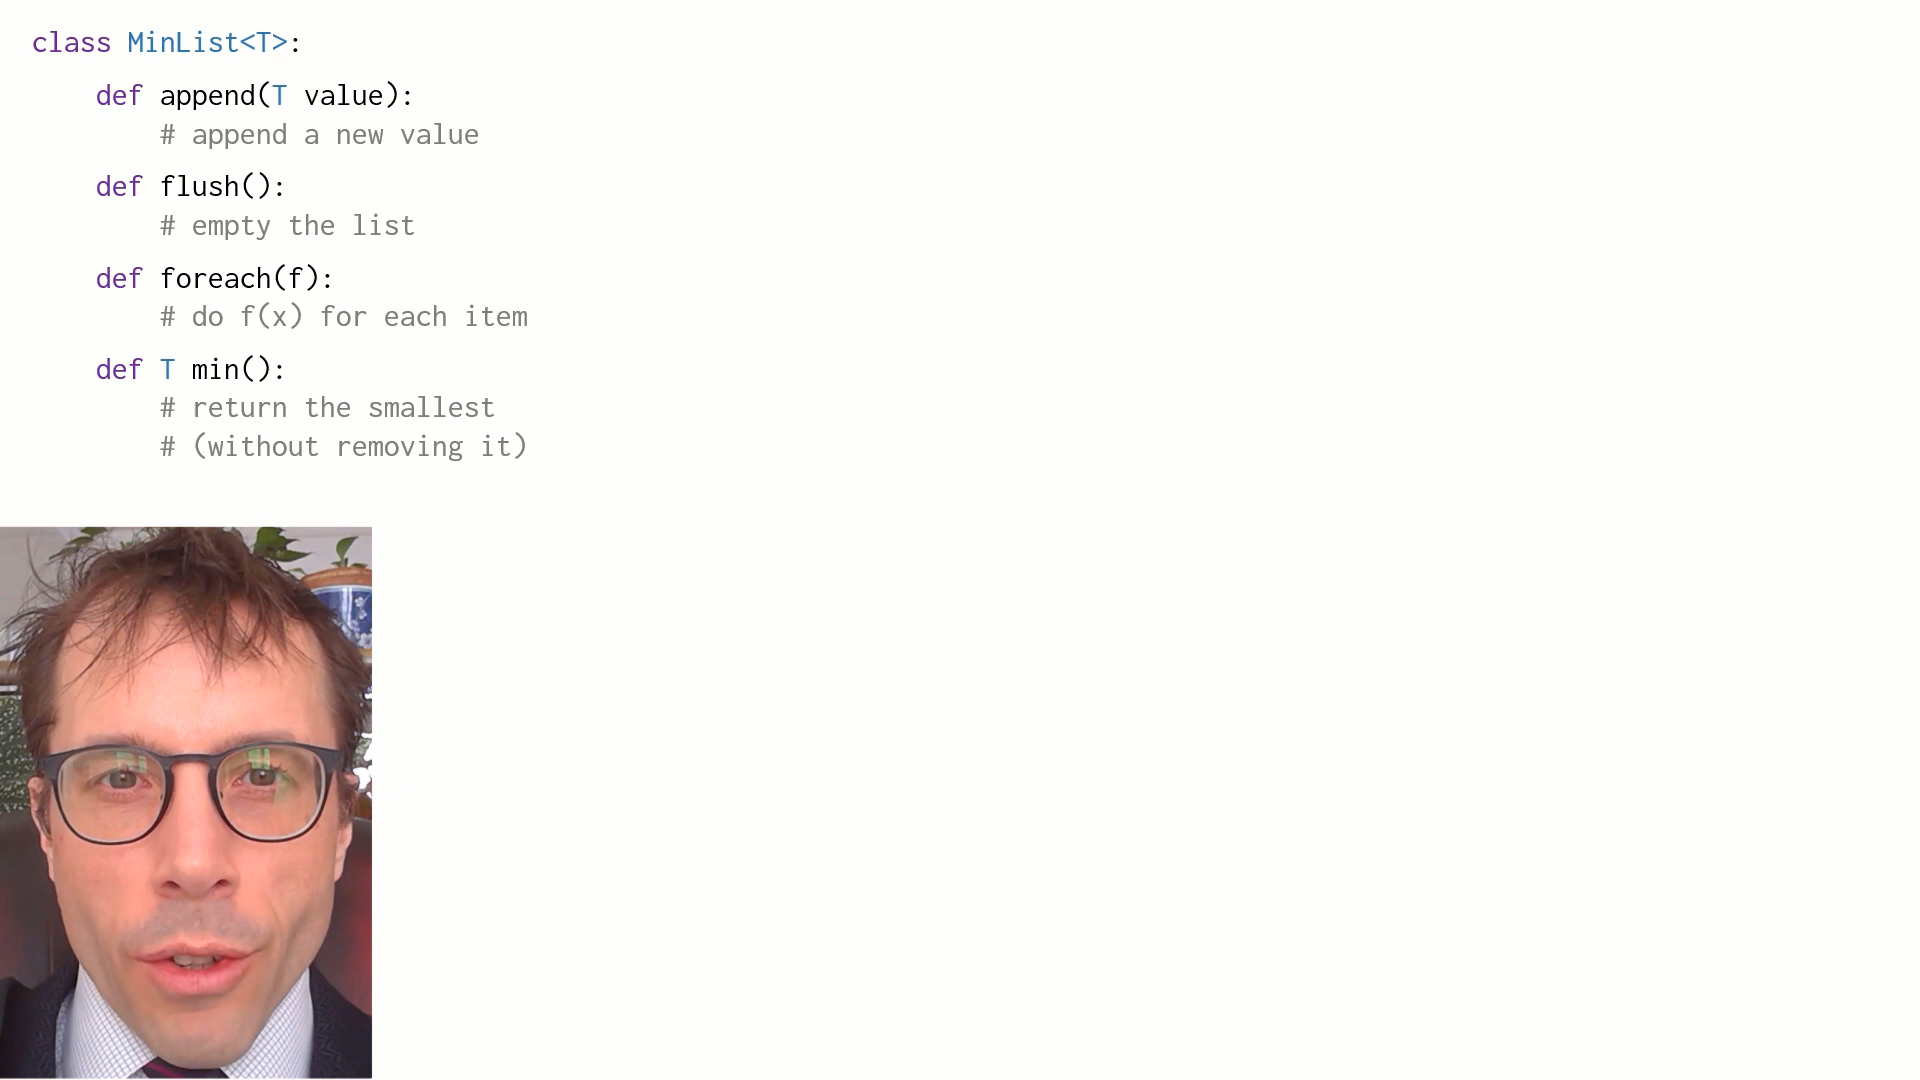 class MinList<T>:
def append(T value):
# append a new value
def flush():
# empty the list
def foreach(f):
# do f(x) for each item
def T min():
# return the smallest
# (without removing it)